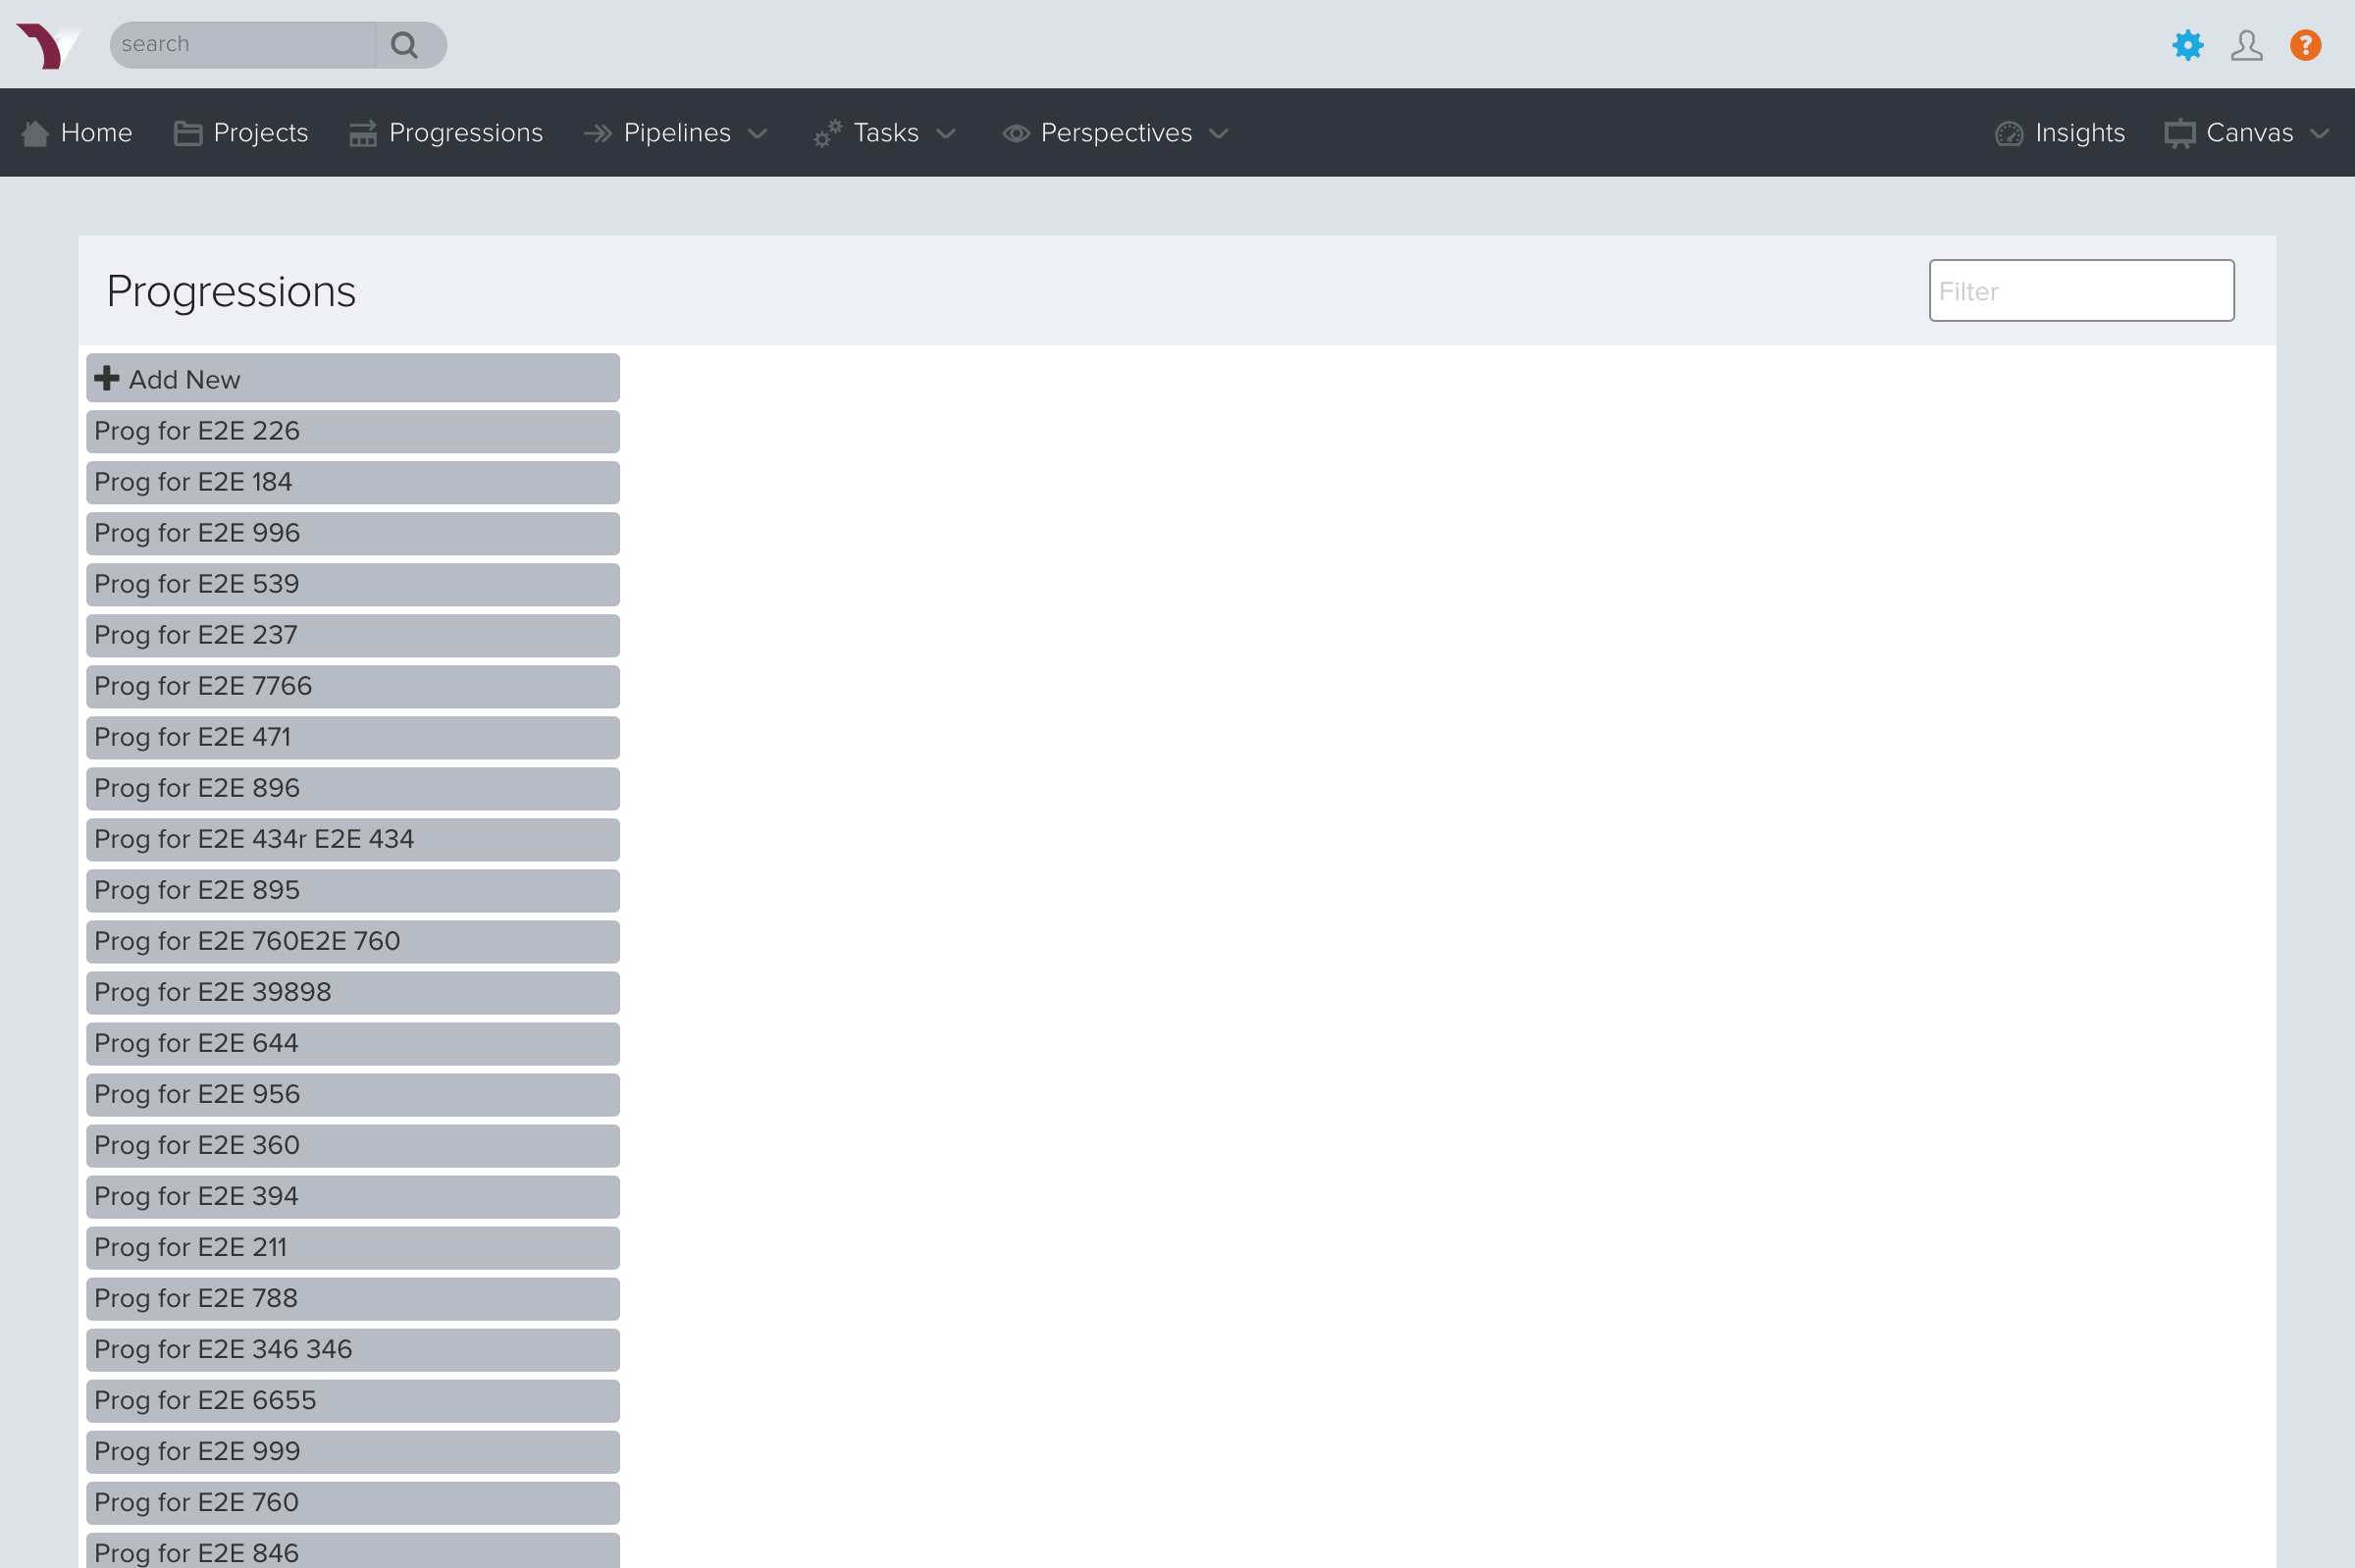 search
Home Projects Progressions Pipelines Tasks Perspectives Insights Canvas
Progressions
Filter
Add New
Prog for E2E 226
Prog for E2E 184
Prog for E2E 996
Prog for E2E 539
Prog for E2E 237
Prog for E2E 7766
Prog for E2E 471
Prog for E2E 896
Prog for E2E 434r E2E 434
Prog for E2E 895
Prog for E2E 760E2E 760
Prog for E2E 39898
Prog for E2E 644
Prog for E2E 956
Prog for E2E 360
Prog for E2E 394
Prog for E2E 211
Prog for E2E 788
Prog for E2E 346 346
Prog for E2E 6655
Prog for E2E 999
Prog for E2E 760
Prog for E2E 846